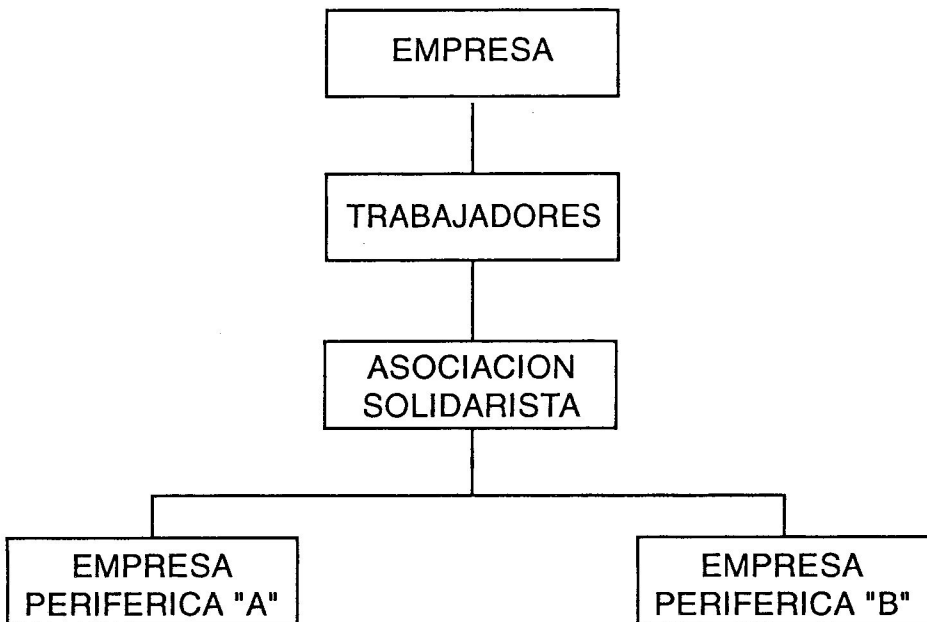 EMPRESA
TRABAJADORES
ASOCIACION
SOLIDARISTA
EMPRESA
PERIFERICA "A"
EMPRESA
PERIFERICA "B"